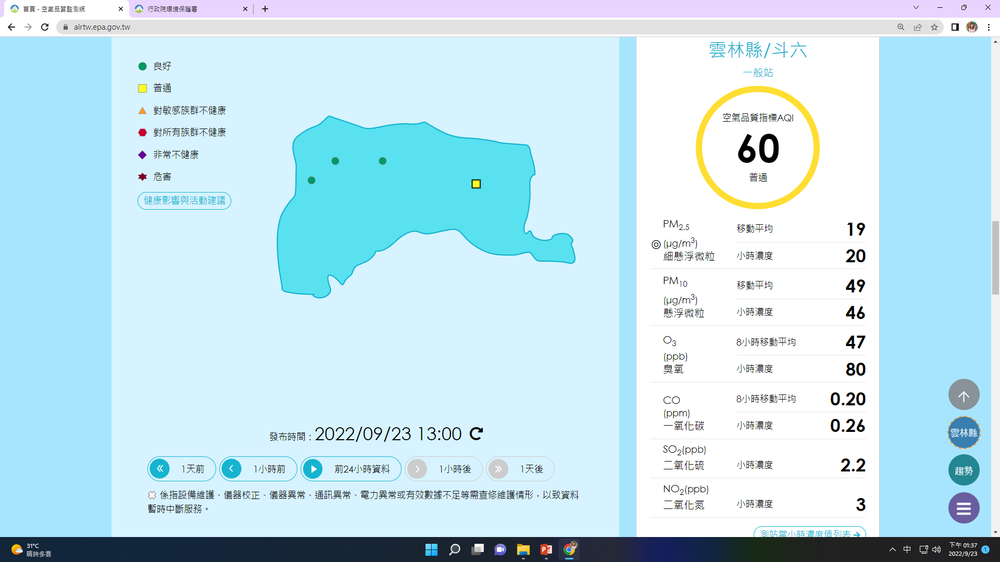 首頁 - 空氣品質監測網
行政院環境保護署
airtw.epa.gov.tw
良好
普通
對敏感族群不健康
對所有族群不健康
非常不健康
危害
健康影響與活動建議
發布時間：2022/09/23 13:00
1天前
1小時前
前24小時資料
1小時後
1天後
係指設備維護、儀器校正、儀器異常、通訊異常、電力異常或有效數據不足等需查修維護情形，以致資料
暫時中斷服務。
雲林縣/斗六
一般站
空氣品質指標AQI
60
普通
PM2.5
(μg/m3)
細懸浮微粒
移動平均 19
小時濃度 20
PM10
(μg/m3)
懸浮微粒
移動平均 49
小時濃度 46
O3
(ppb)
臭氧
8小時移動平均 47
小時濃度 80
CO
(ppm)
一氧化碳
8小時移動平均 0.20
小時濃度 0.26
SO2(ppb)
二氧化硫
小時濃度 2.2
NO2(ppb)
二氧化氮
小時濃度 3
測站當小時濃度值列表
雲林縣
趨勢
31°C
晴時多雲
中
下午 01:37
2022/9/23
1